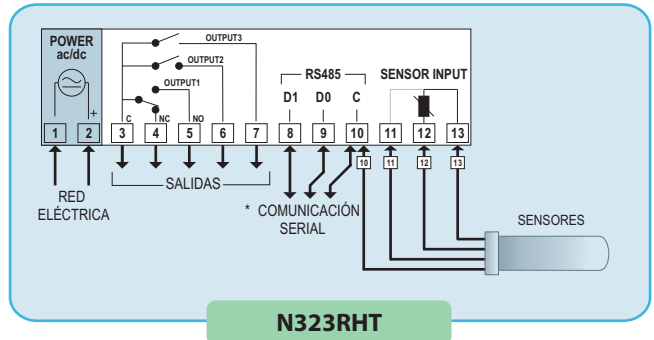 POWER
ac/dc
+
OUTPUT3
OUTPUT2
OUTPUT1
C
NC
NO
RS485
D1 D0 C
SENSOR INPUT
1 2 3 4 5 6 7 8 9 10 11 12 13
10 11 12 13
RED
ELÉCTRICA
SALIDAS
* COMUNICACIÓN
SERIAL
SENSORES
N323RHT